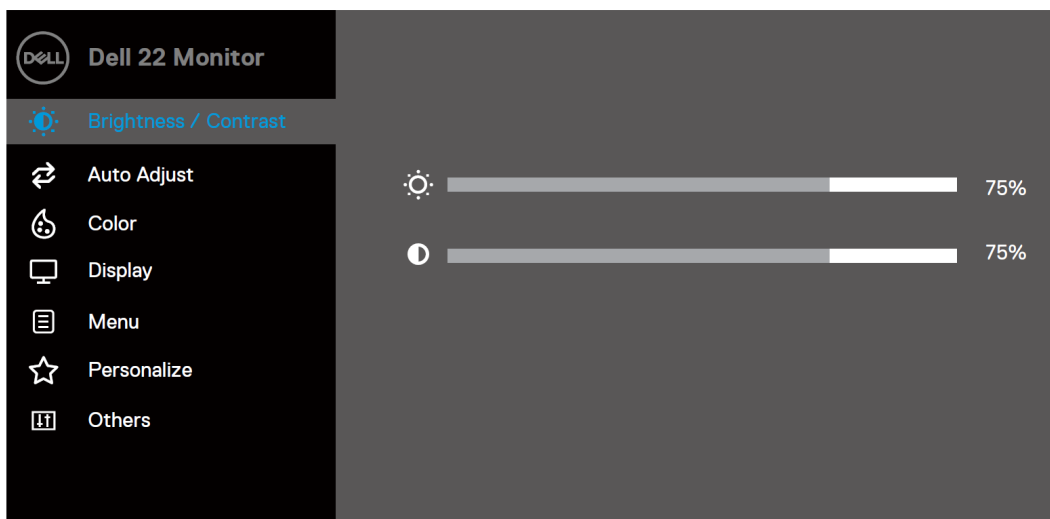 DELL
Dell 22 Monitor
Brightness / Contrast
Auto Adjust
75%
Color
Display
75%
Menu
Personalize
Others